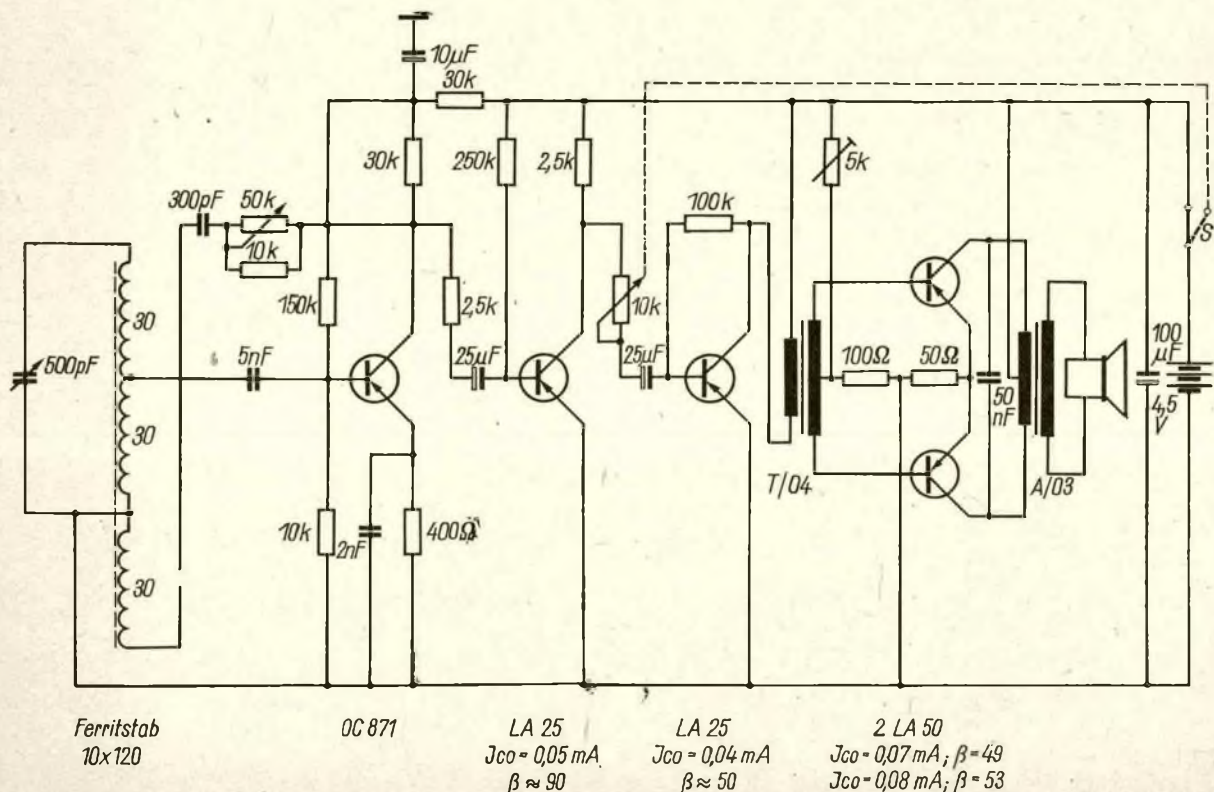 10µF
30k
30k
250k
2,5k
5k
300pF
50k
10k
100k
S
150k
2,5k
10k
30
500pF
5nF
25µF
25µF
100Ω
50Ω
50
nF
100
µF
4,5
V
30
T/04
A/03
10k
2nF
400Ω
30
Ferritstab
10x120
OC 871
LA 25
Jco = 0,05 mA
β ≈ 90
LA 25
Jco = 0,04 mA
β ≈ 50
2 LA 50
Jco = 0,07 mA; β = 49
Jco = 0,08 mA; β = 53